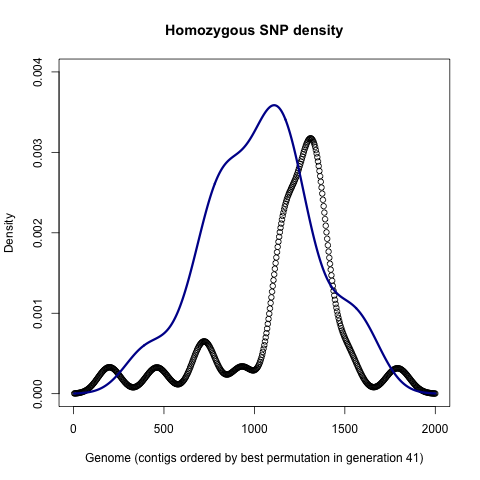 Homozygous SNP density
0.004
0.003
0.002
0.001
0.000
Density
0 500 1000 1500 2000
Genome (contigs ordered by best permutation in generation 41)